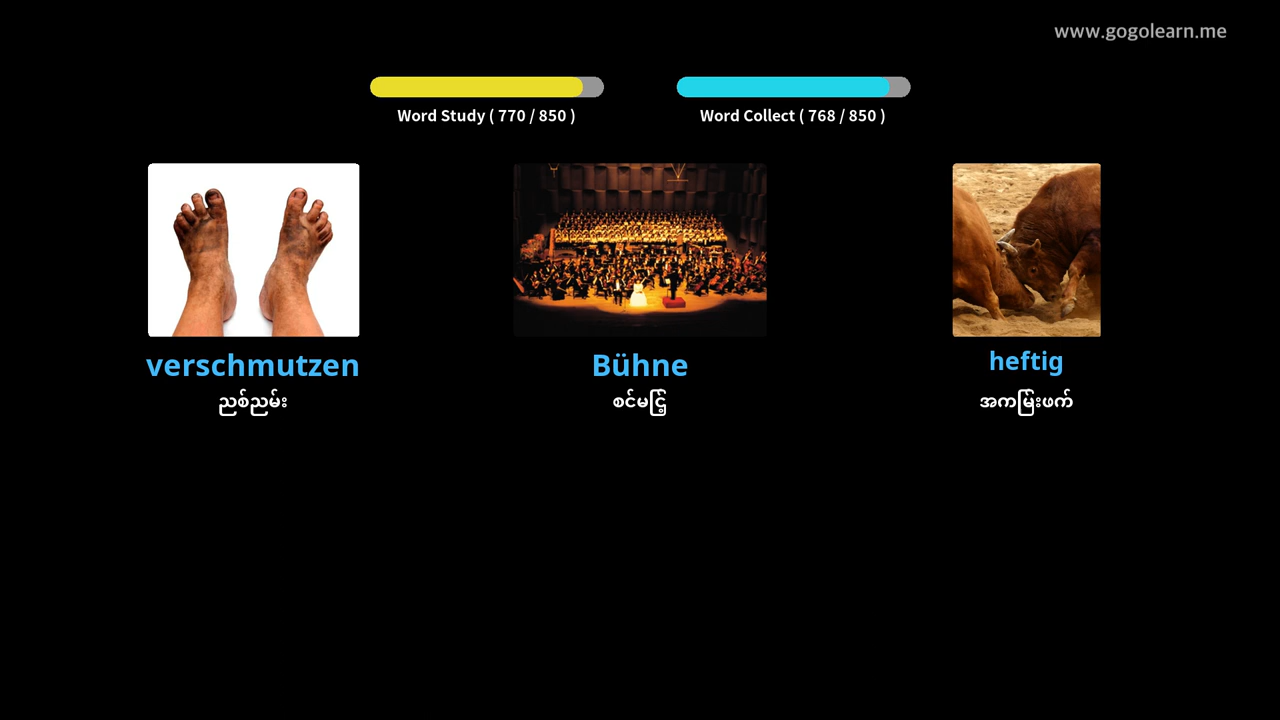 www.gogolearn.me
Word Study ( 770 / 850 )
Word Collect ( 768 / 850 )
verschmutzen
Bühne
heftig
ညစ်ညမ်း
စင်မြင့်
အကြမ်းဖက်